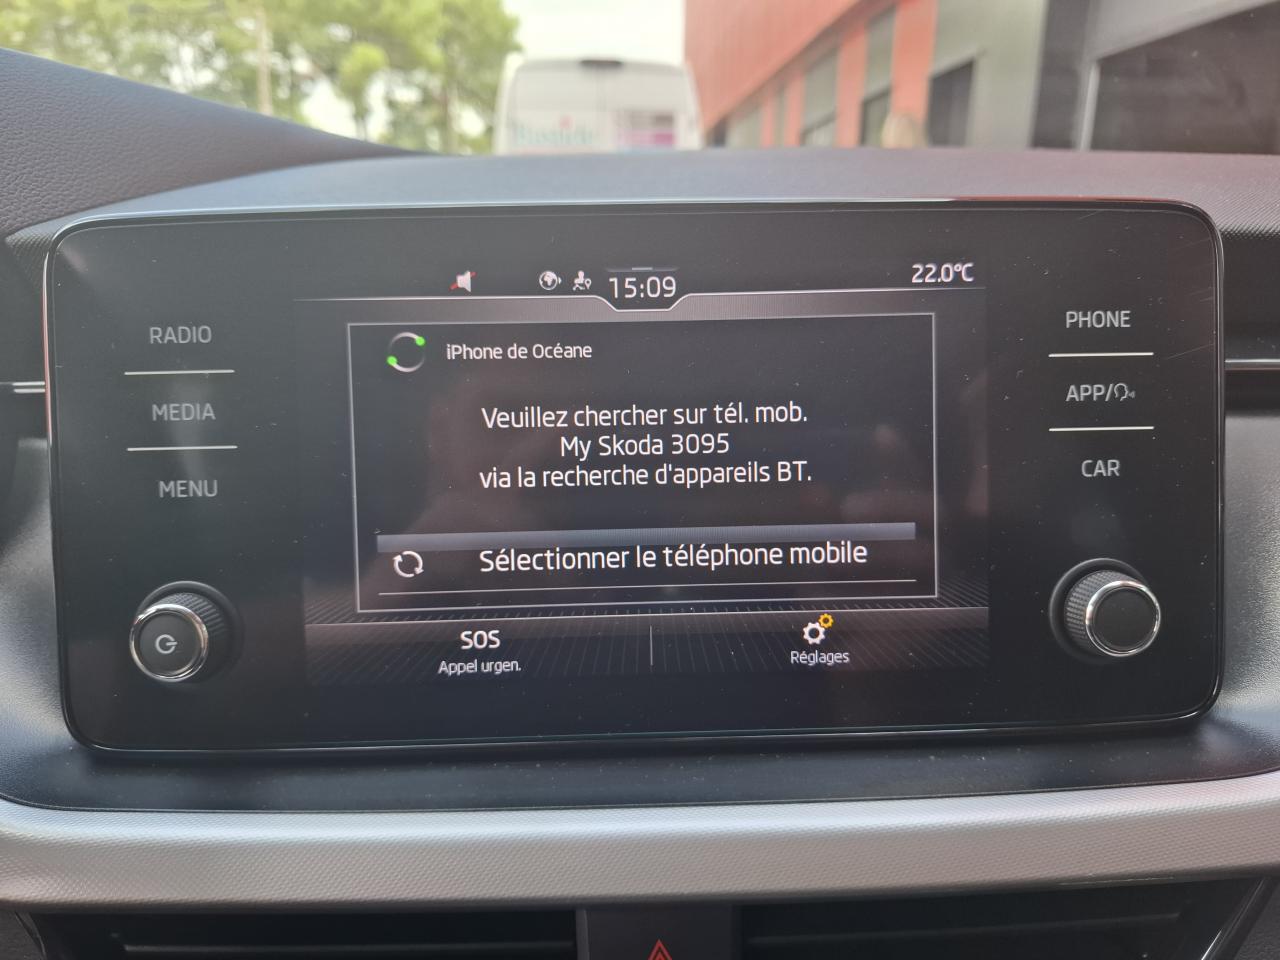 15:09
22.0°C
RADIO
MEDIA
MENU
PHONE
APP/
CAR
iPhone de Océane
Veuillez chercher sur tél. mob.
My Skoda 3095
via la recherche d'appareils BT.
Sélectionner le téléphone mobile
SOS
Appel urgen.
Réglages